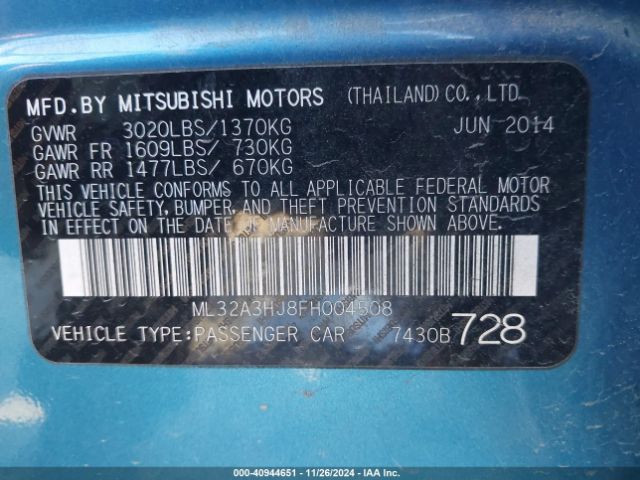 MFD.BY MITSUBISHI MOTORS (THAILAND) CO.,LTD.
GVWR 3020LBS/1370KG JUN 2014
GAWR FR 1609LBS/ 730KG
GAWR RR 1477LBS/ 670KG
THIS VEHICLE CONFORMS TO ALL APPLICABLE FEDERAL MOTOR
VEHICLE SAFETY, BUMPER, AND THEFT PREVENTION STANDARDS
IN EFFECT ON THE DATE OF MANUFACTURE SHOWN ABOVE.
ML32A3HJ8FH004508
VEHICLE TYPE:PASSENGER CAR 7430B 728
000-40944651 - 11/26/2024 - IAA Inc.